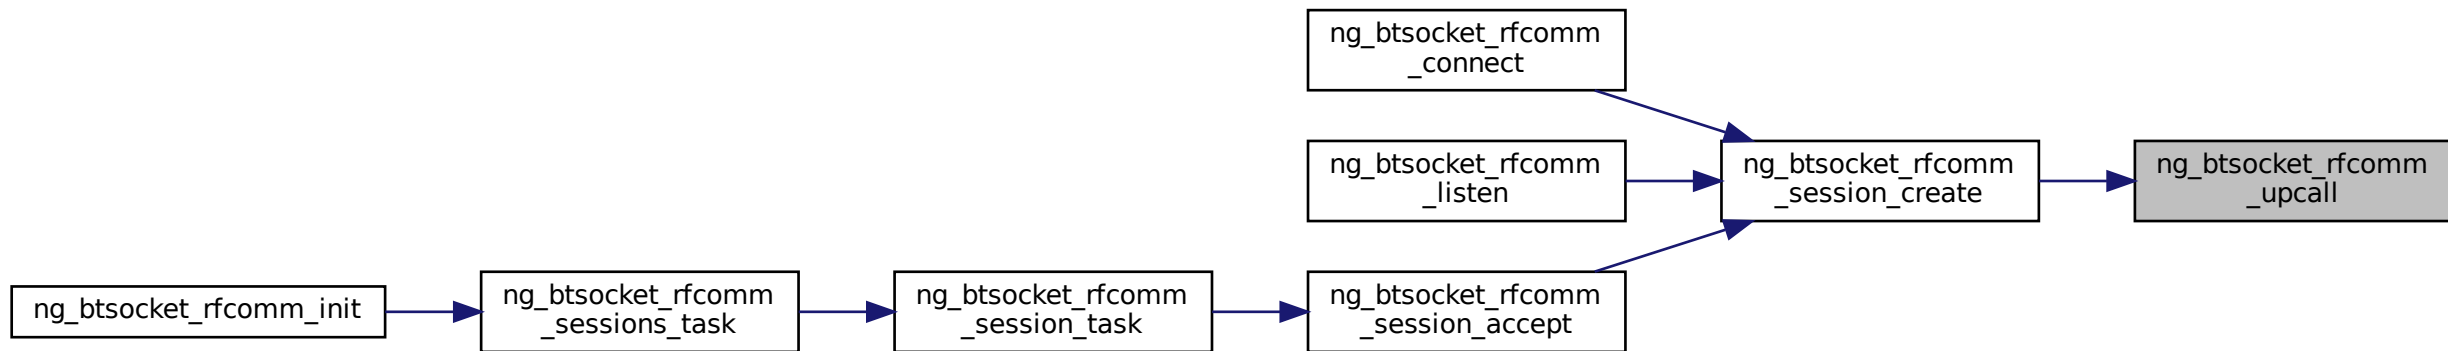 ng_btsocket_rfcomm
_connect
ng_btsocket_rfcomm
_listen
ng_btsocket_rfcomm
_session_create
ng_btsocket_rfcomm
_upcall
ng_btsocket_rfcomm_init
ng_btsocket_rfcomm
_sessions_task
ng_btsocket_rfcomm
_session_task
ng_btsocket_rfcomm
_session_accept